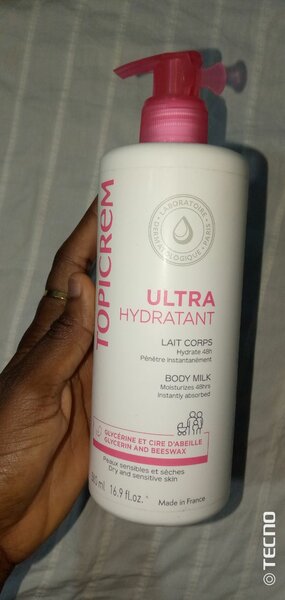 TOPICREM
LABORATOIRE
DERMATOLOGIQUE • PARIS
ULTRA
HYDRATANT
LAIT CORPS
Hydrate 48h
Pénètre instantanément
BODY MILK
Moisturizes 48hrs
Instantly absorbed
GLYCÉRINE ET CIRE D'ABEILLE
GLYCERIN AND BEESWAX
Peaux sensibles et sèches
Dry and sensitive skin
ml 16.9 fl.oz.
Made in France
TECNO